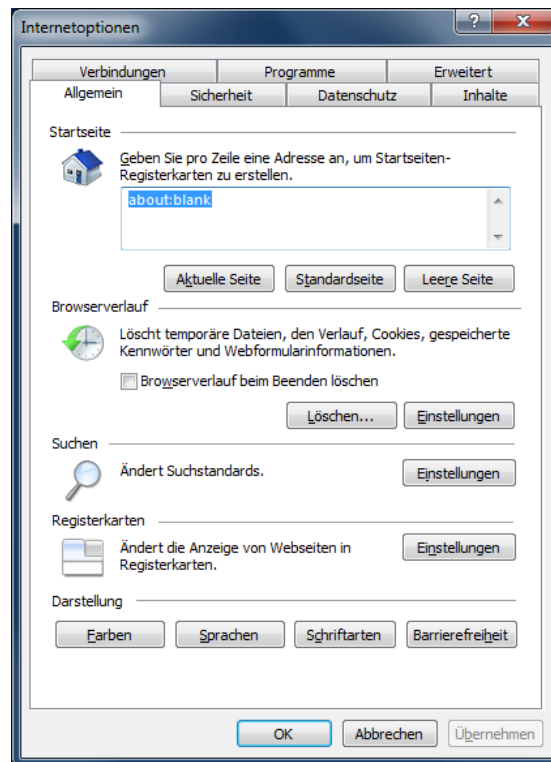 Internetoptionen
Verbindungen Programme Erweitert
Allgemein Sicherheit Datenschutz Inhalte
Startseite
Geben Sie pro Zeile eine Adresse an, um Startseiten-
Registerkarten zu erstellen.
about:blank
Aktuelle Seite Standardseite Leere Seite
Browserverlauf
Löscht temporäre Dateien, den Verlauf, Cookies, gespeicherte
Kennwörter und Webformularinformationen.
Browserverlauf beim Beenden löschen
Löschen... Einstellungen
Suchen
Ändert Suchstandards.
Einstellungen
Registerkarten
Ändert die Anzeige von Webseiten in
Registerkarten.
Einstellungen
Darstellung
Farben Sprachen Schriftarten Barrierefreiheit
OK Abbrechen Übernehmen